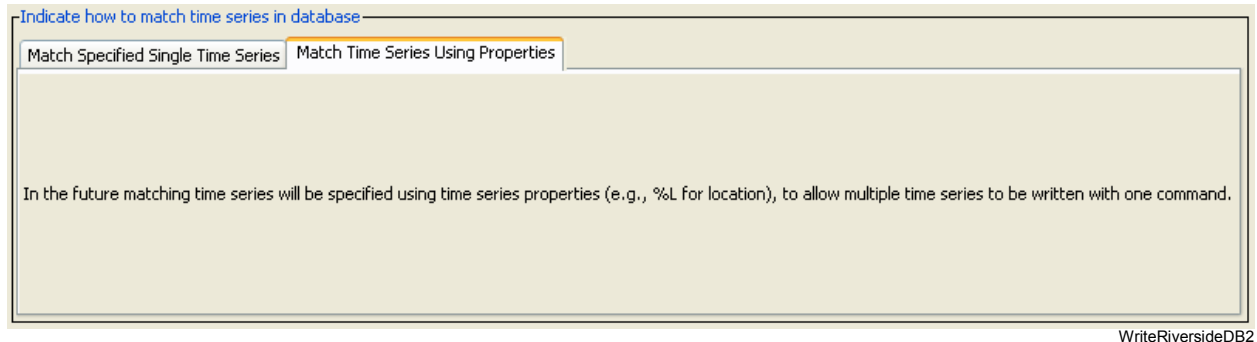 Indicate how to match time series in database
Match Specified Single Time Series Match Time Series Using Properties
In the future matching time series will be specified using time series properties (e.g., %L for location), to allow multiple time series to be written with one command.
WriteRiversideDB2